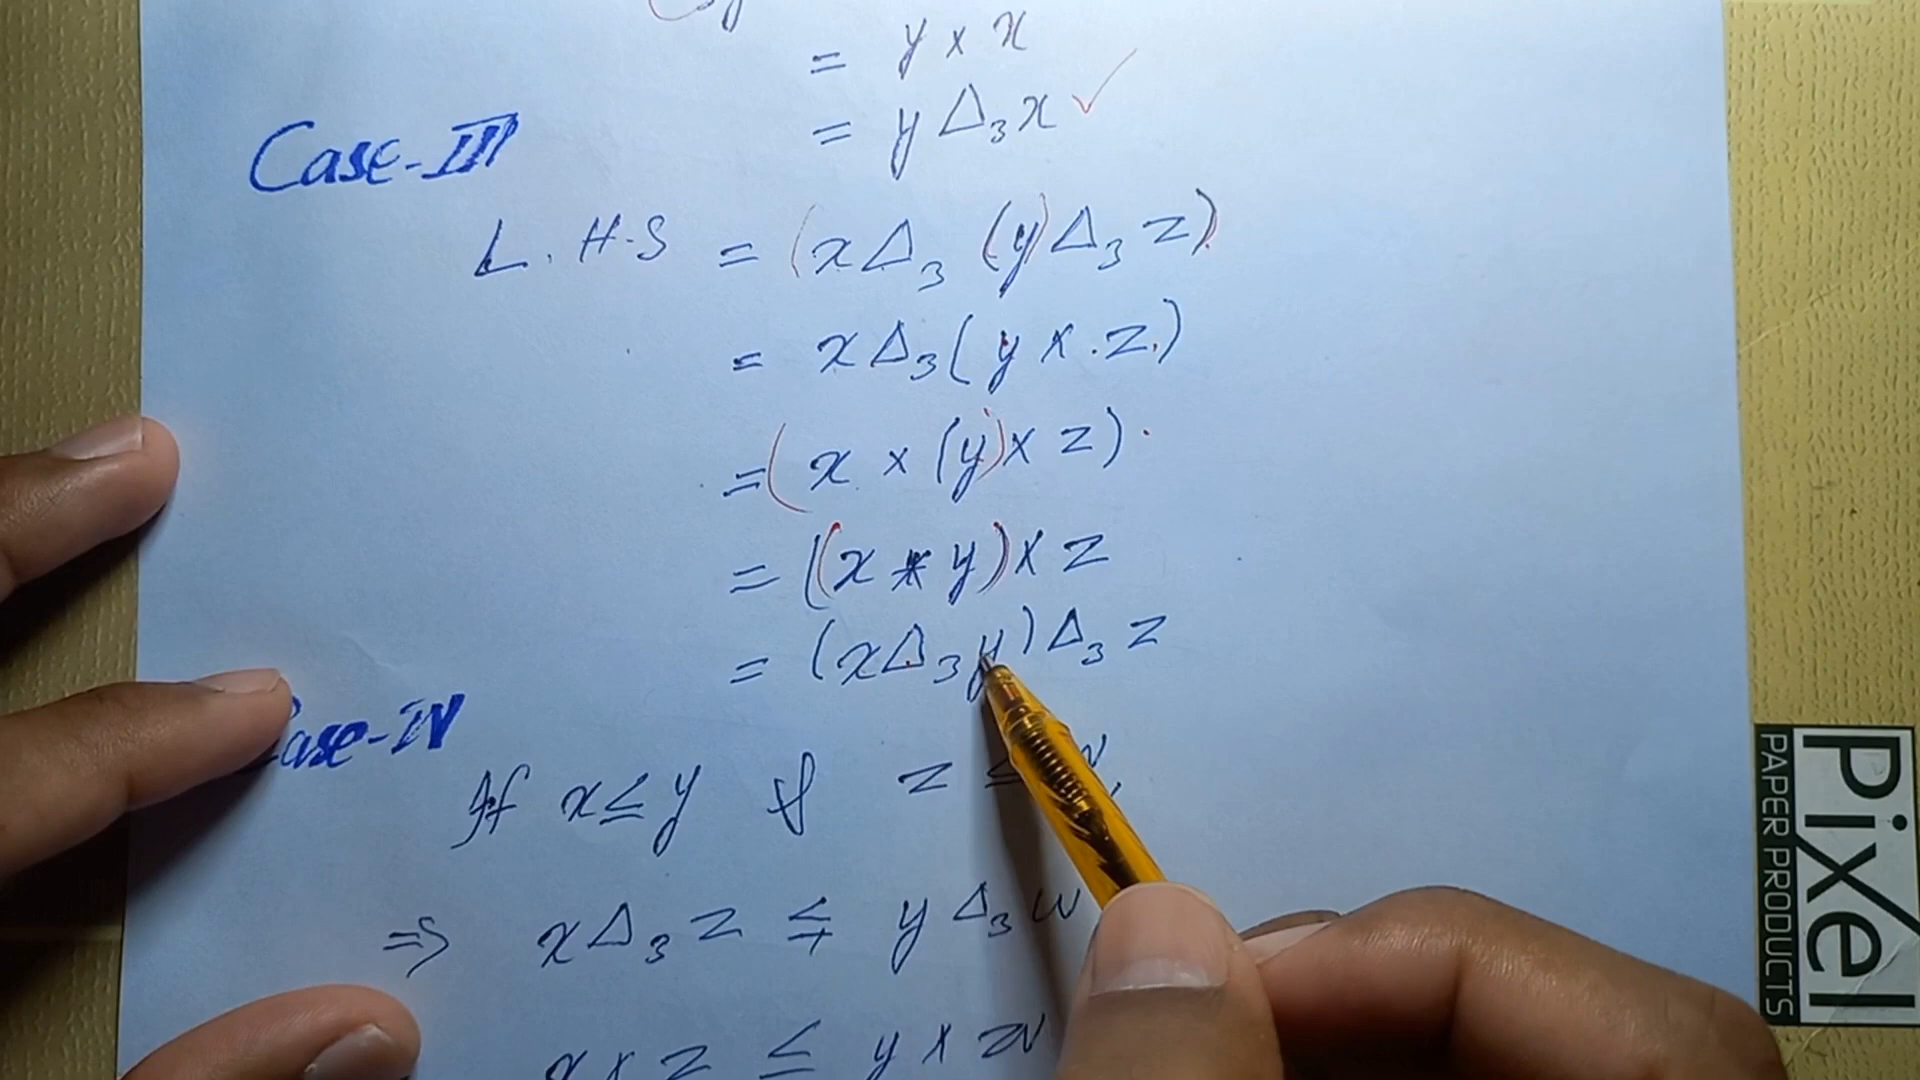 = y × x
= y Δ₃ x ✓
Case-III
L.H.S = (x Δ₃ (y) Δ₃ z)
= x Δ₃ (y × . z.)
= (x × (y) × z) .
= ((x * y) × z
= (x Δ₃ y) Δ₃ z
Case-IV
If x ≤ y & z ≤
⇒ x Δ₃ z ≤ y Δ₃ w
x × z ≤ y × w
PiXel
PAPER PRODUCTS